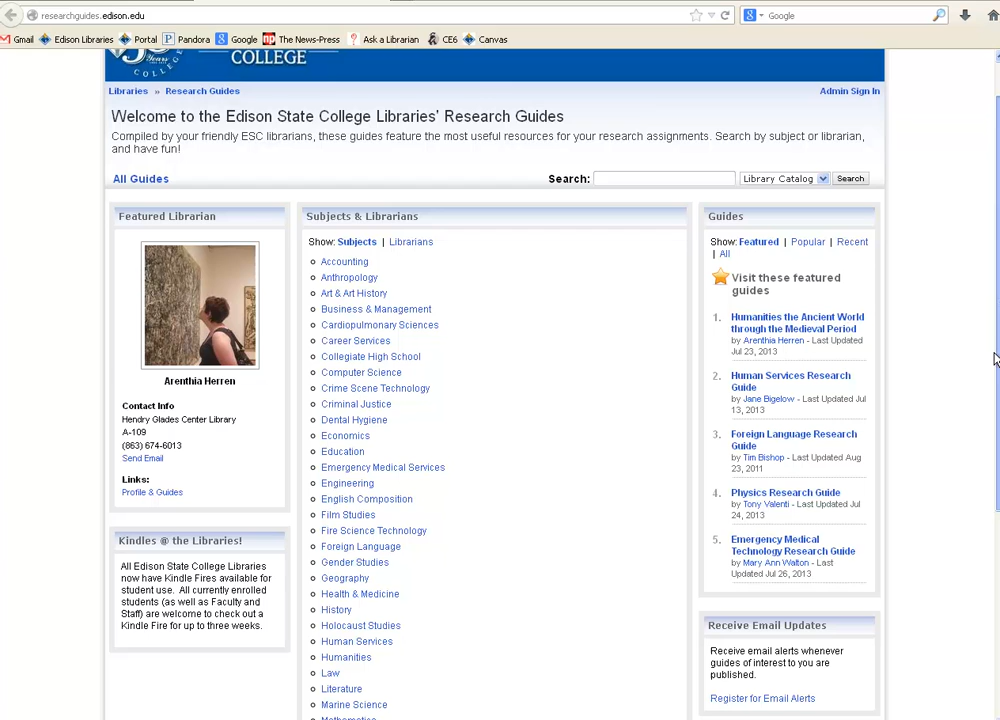 researchguides.edison.edu
Google
Gmail
Edison Libraries
Portal
Pandora
Google
The News-Press
Ask a Librarian
CE6
Canvas
Years
COLLEGE
COLLEGE
Libraries » Research Guides
Admin Sign In
Welcome to the Edison State College Libraries' Research Guides
Compiled by your friendly ESC librarians, these guides feature the most useful resources for your research assignments. Search by subject or librarian,
and have fun!
All Guides
Search:
Library Catalog
Search
Featured Librarian
Arenthia Herren
Contact Info
Hendry Glades Center Library
A-109
(863) 674-6013
Send Email
Links:
Profile & Guides
Kindles @ the Libraries!
All Edison State College Libraries
now have Kindle Fires available for
student use. All currently enrolled
students (as well as Faculty and
Staff) are welcome to check out a
Kindle Fire for up to three weeks.
Subjects & Librarians
Show: Subjects | Librarians
Accounting
Anthropology
Art & Art History
Business & Management
Cardiopulmonary Sciences
Career Services
Collegiate High School
Computer Science
Crime Scene Technology
Criminal Justice
Dental Hygiene
Economics
Education
Emergency Medical Services
Engineering
English Composition
Film Studies
Fire Science Technology
Foreign Language
Gender Studies
Geography
Health & Medicine
History
Holocaust Studies
Human Services
Humanities
Law
Literature
Marine Science
Mathematics
Guides
Show: Featured | Popular | Recent
| All
Visit these featured
guides
1. Humanities the Ancient World
through the Medieval Period
by Arenthia Herren - Last Updated
Jul 23, 2013
2. Human Services Research
Guide
by Jane Bigelow - Last Updated Jul
13, 2013
3. Foreign Language Research
Guide
by Tim Bishop - Last Updated Aug
23, 2011
4. Physics Research Guide
by Tony Valenti - Last Updated Jul
24, 2013
5. Emergency Medical
Technology Research Guide
by Mary Ann Walton - Last
Updated Jul 26, 2013
Receive Email Updates
Receive email alerts whenever
guides of interest to you are
published.
Register for Email Alerts